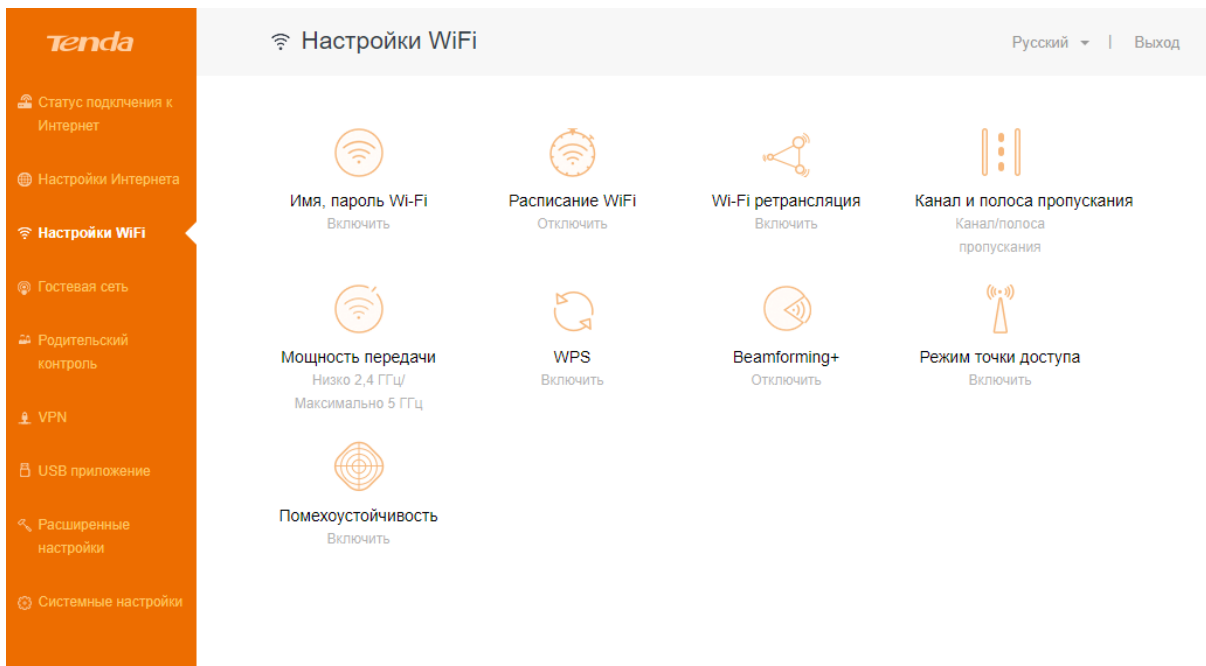 Tenda
Настройки WiFi
Русский | Выход
Статус подклчения к
Интернет
Настройки Интернета
Настройки WiFi
Гостевая сеть
Родительский
контроль
VPN
USB приложение
Расширенные
настройки
Системные настройки
Имя, пароль Wi-Fi
Включить
Расписание WiFi
Отключить
Wi-Fi ретрансляция
Включить
Канал и полоса пропускания
Канал/полоса
пропускания
Мощность передачи
Низко 2,4 ГГц/
Максимально 5 ГГц
WPS
Включить
Beamforming+
Отключить
Режим точки доступа
Включить
Помехоустойчивость
Включить